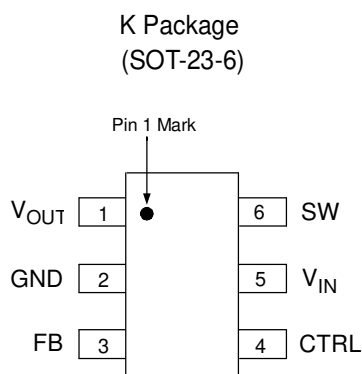 K Package
(SOT-23-6)
Pin 1 Mark
VOUT 1 6 SW
GND 2 5 VIN
FB 3 4 CTRL